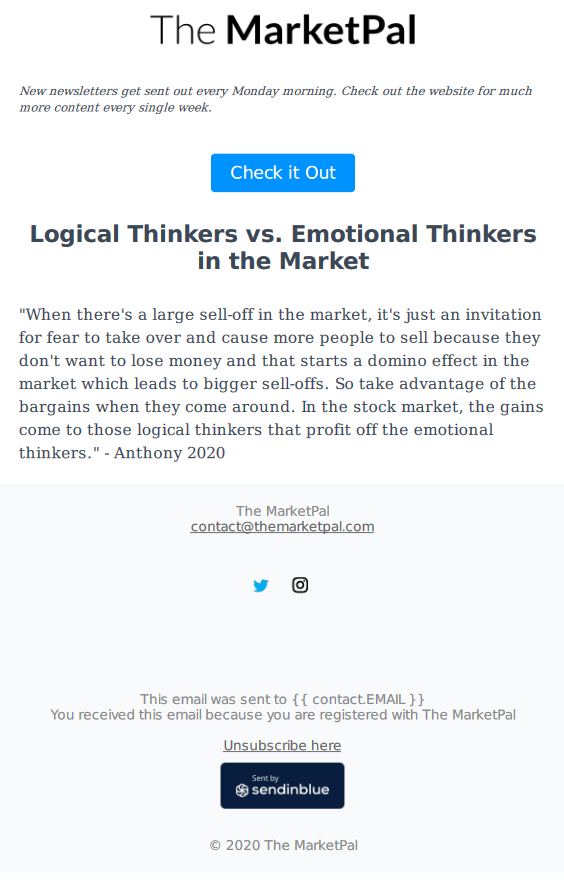 The MarketPal
New newsletters get sent out every Monday morning. Check out the website for much
more content every single week.
Check it Out
Logical Thinkers vs. Emotional Thinkers
in the Market
"When there's a large sell-off in the market, it's just an invitation
for fear to take over and cause more people to sell because they
don't want to lose money and that starts a domino effect in the
market which leads to bigger sell-offs. So take advantage of the
bargains when they come around. In the stock market, the gains
come to those logical thinkers that profit off the emotional
thinkers." - Anthony 2020
The MarketPal
contact@themarketpal.com
This email was sent to {{ contact.EMAIL }}
You received this email because you are registered with The MarketPal
Unsubscribe here
Sent by
sendinblue
© 2020 The MarketPal